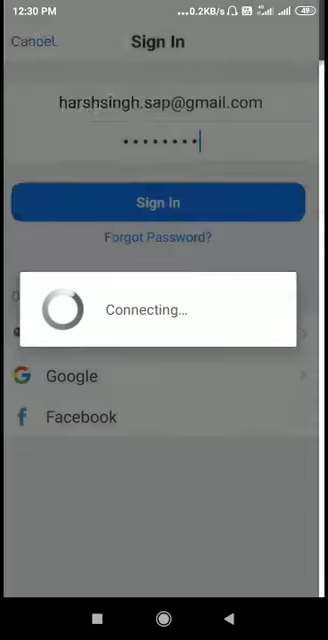 12:30 PM
...0.2KB/s
49
Cancel
Sign In
harshsingh.sap@gmail.com
Sign In
Forgot Password?
Connecting...
Google
Facebook